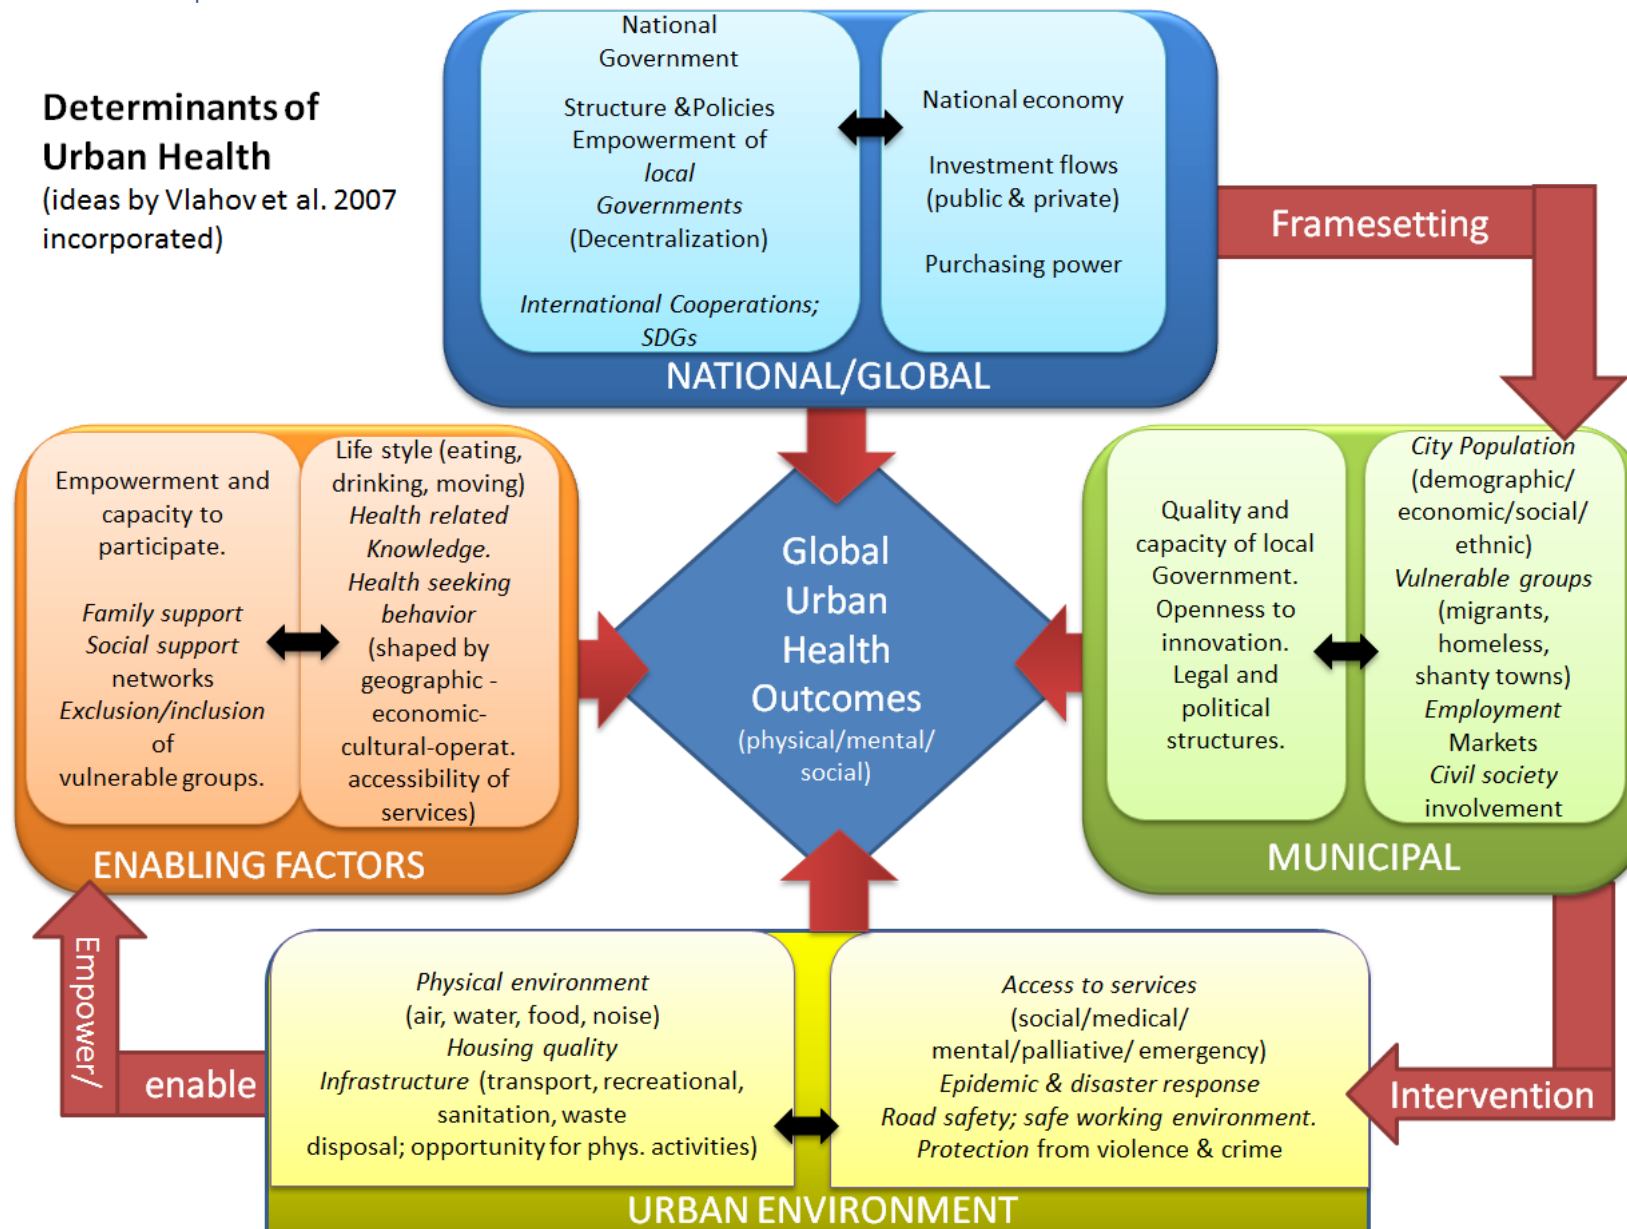 Determinants of
Urban Health
(ideas by Vlahov et al. 2007
incorporated)
National
Government
Structure &Policies
Empowerment of
local
Governments
(Decentralization)
International Cooperations;
SDGs
National economy
Investment flows
(public & private)
Purchasing power
NATIONAL/GLOBAL
Framesetting
Empowerment and
capacity to
participate.
Family support
Social support
networks
Exclusion/inclusion
of
vulnerable groups.
Life style (eating,
drinking, moving)
Health related
Knowledge.
Health seeking
behavior
(shaped by
geographic -
economic-
cultural-operat.
accessibility of
services)
ENABLING FACTORS
Global
Urban
Health
Outcomes
(physical/mental/
social)
Quality and
capacity of local
Government.
Openness to
innovation.
Legal and
political
structures.
City Population
(demographic/
economic/social/
ethnic)
Vulnerable groups
(migrants,
homeless,
shanty towns)
Employment
Markets
Civil society
involvement
MUNICIPAL
Intervention
Physical environment
(air, water, food, noise)
Housing quality
Infrastructure (transport, recreational,
sanitation, waste
disposal; opportunity for phys. activities)
Access to services
(social/medical/
mental/palliative/ emergency)
Epidemic & disaster response
Road safety; safe working environment.
Protection from violence & crime
URBAN ENVIRONMENT
Empower/
enable